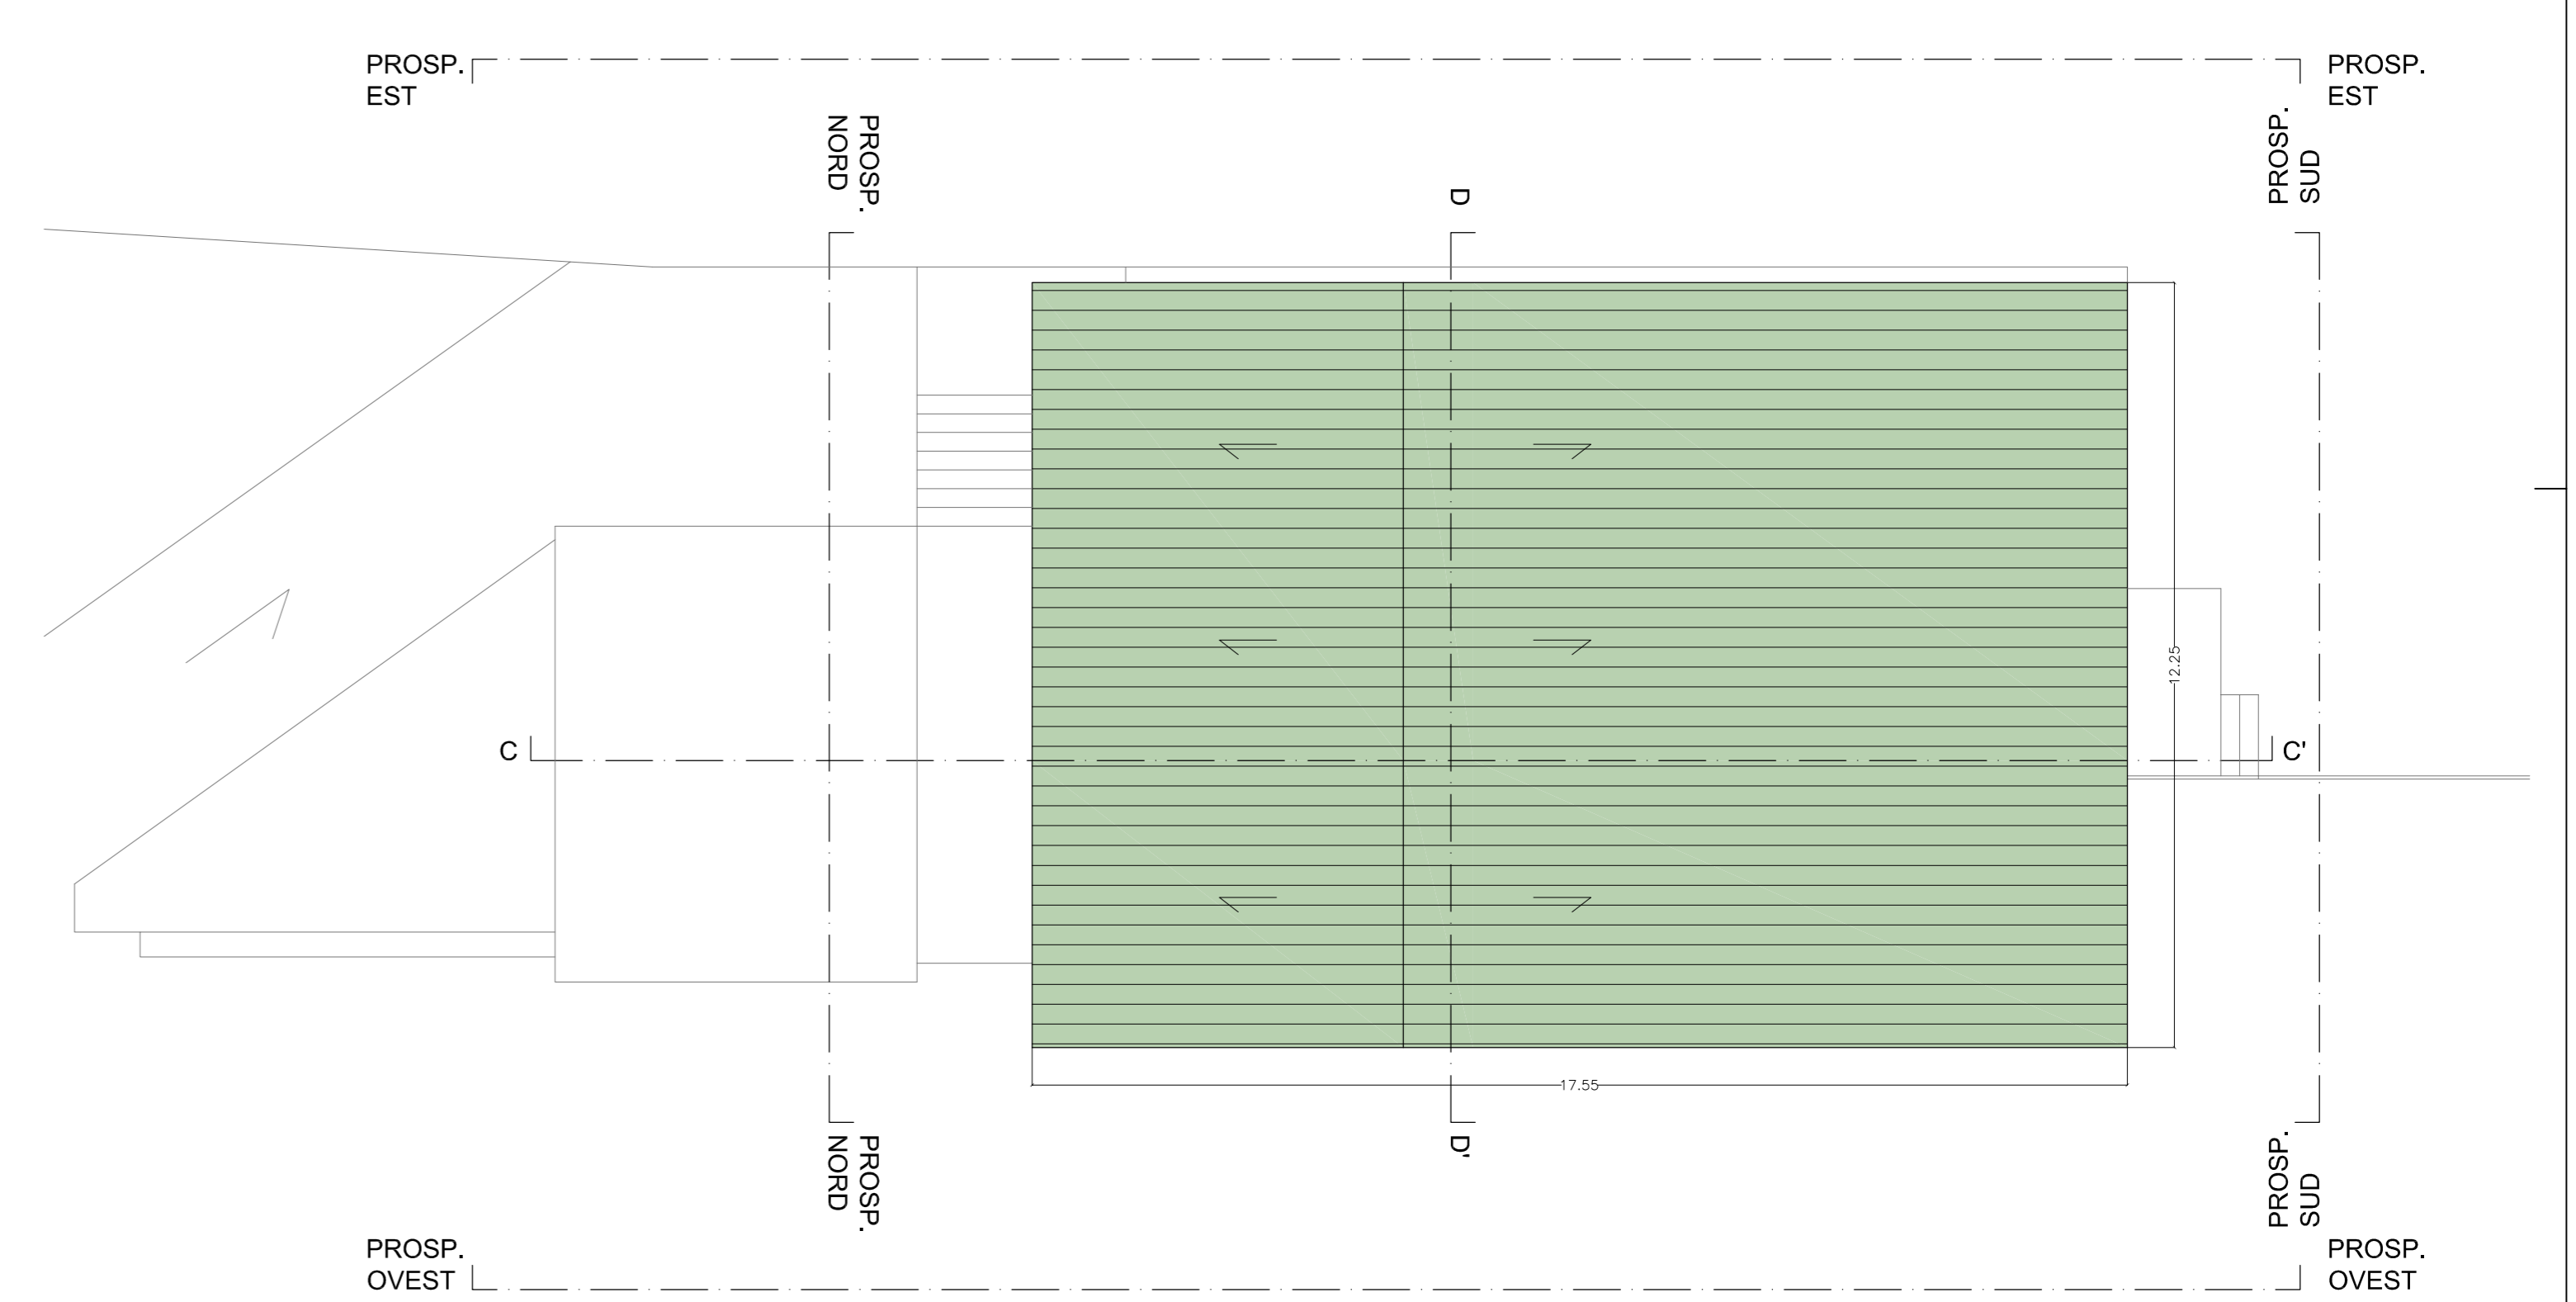 PROSP.
EST
PROSP.
EST
PROSP.
NORD
D
PROSP.
SUD
12.25
C
C'
17.55
PROSP.
NORD
D'
PROSP.
SUD
PROSP.
OVEST
PROSP.
OVEST